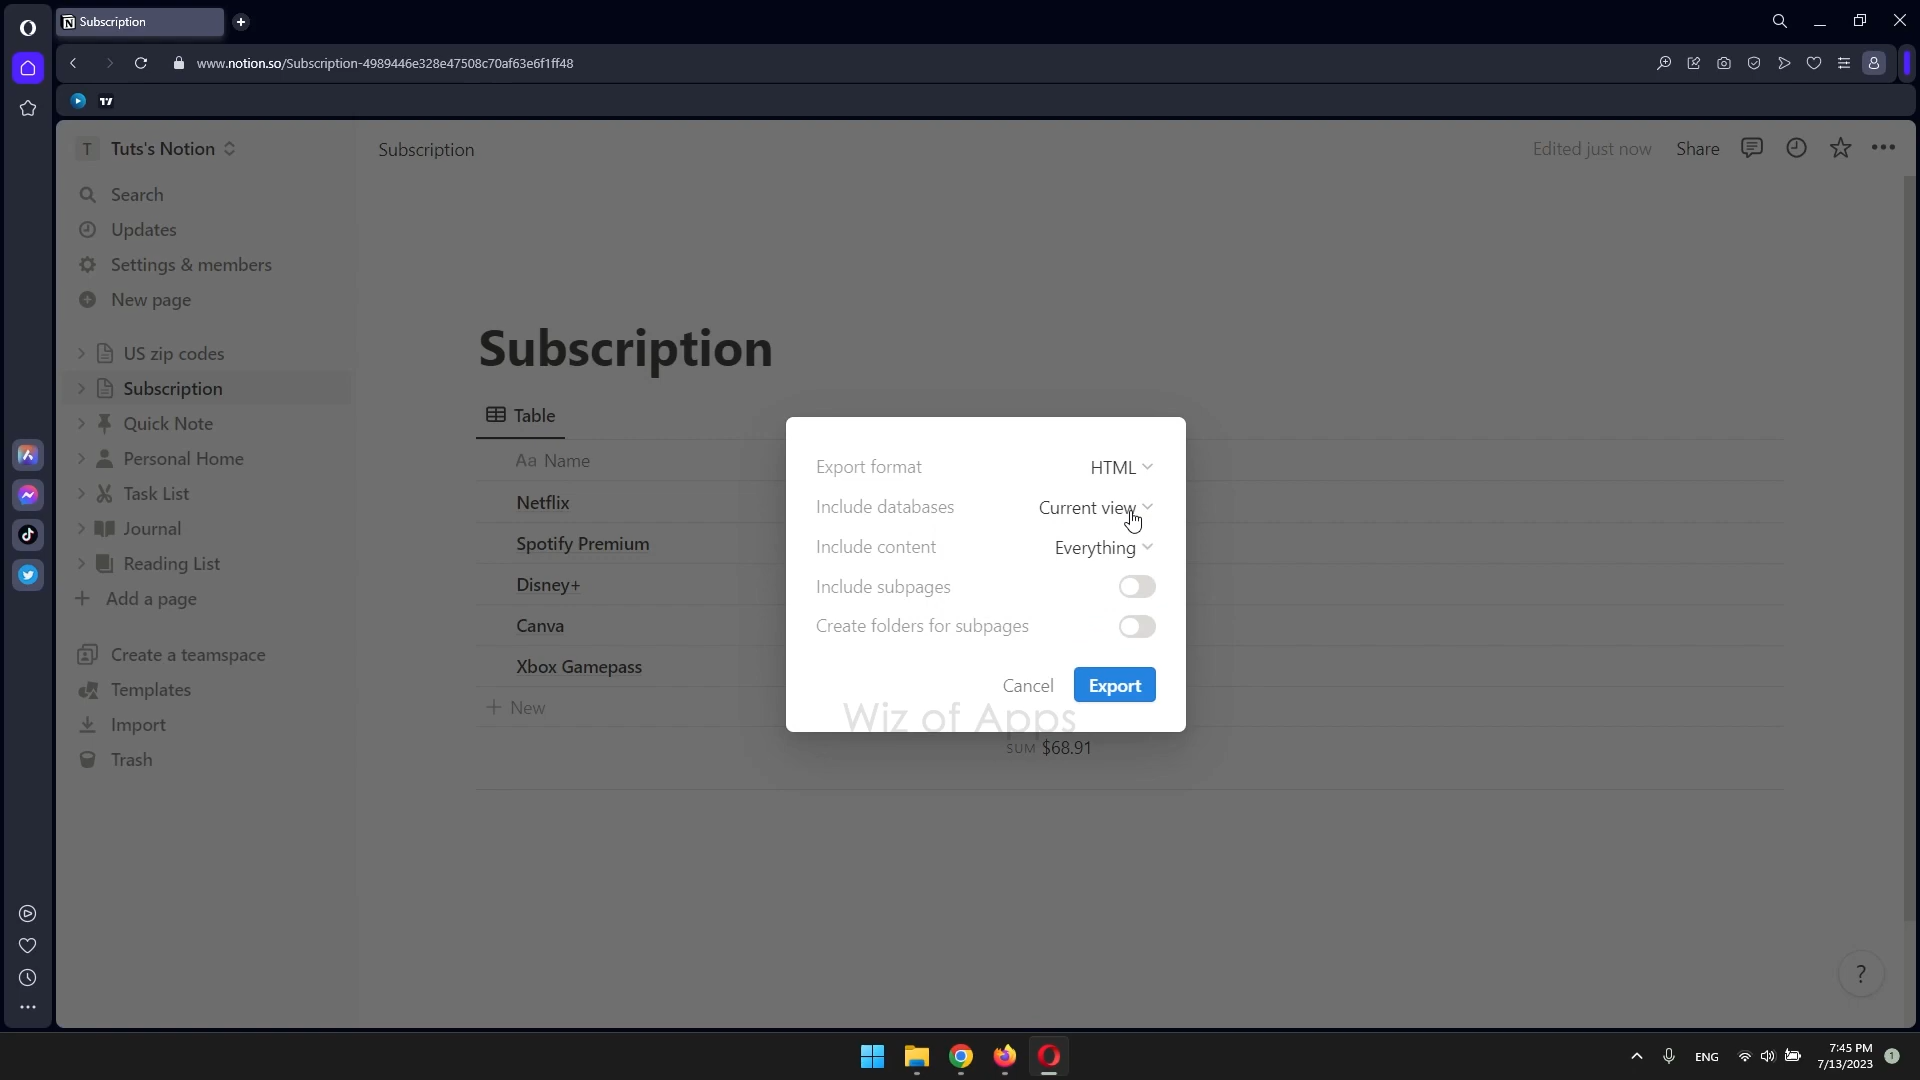 Subscription
www.notion.so/Subscription-4989446e328e47508c70af63e6f1ff48
T Tuts's Notion
Subscription
Edited just now
Share
Search
Updates
Settings & members
New page
US zip codes
Subscription
Quick Note
Personal Home
Task List
Journal
Reading List
Add a page
Create a teamspace
Templates
Import
Trash
Subscription
Table
Aa Name
Netflix
Spotify Premium
Disney+
Canva
Xbox Gamepass
New
SUM $68.91
Export format HTML
Include databases Current view
Include content Everything
Include subpages
Create folders for subpages
Cancel Export
Wiz of Apps
?
ENG
7:45 PM
7/13/2023
1